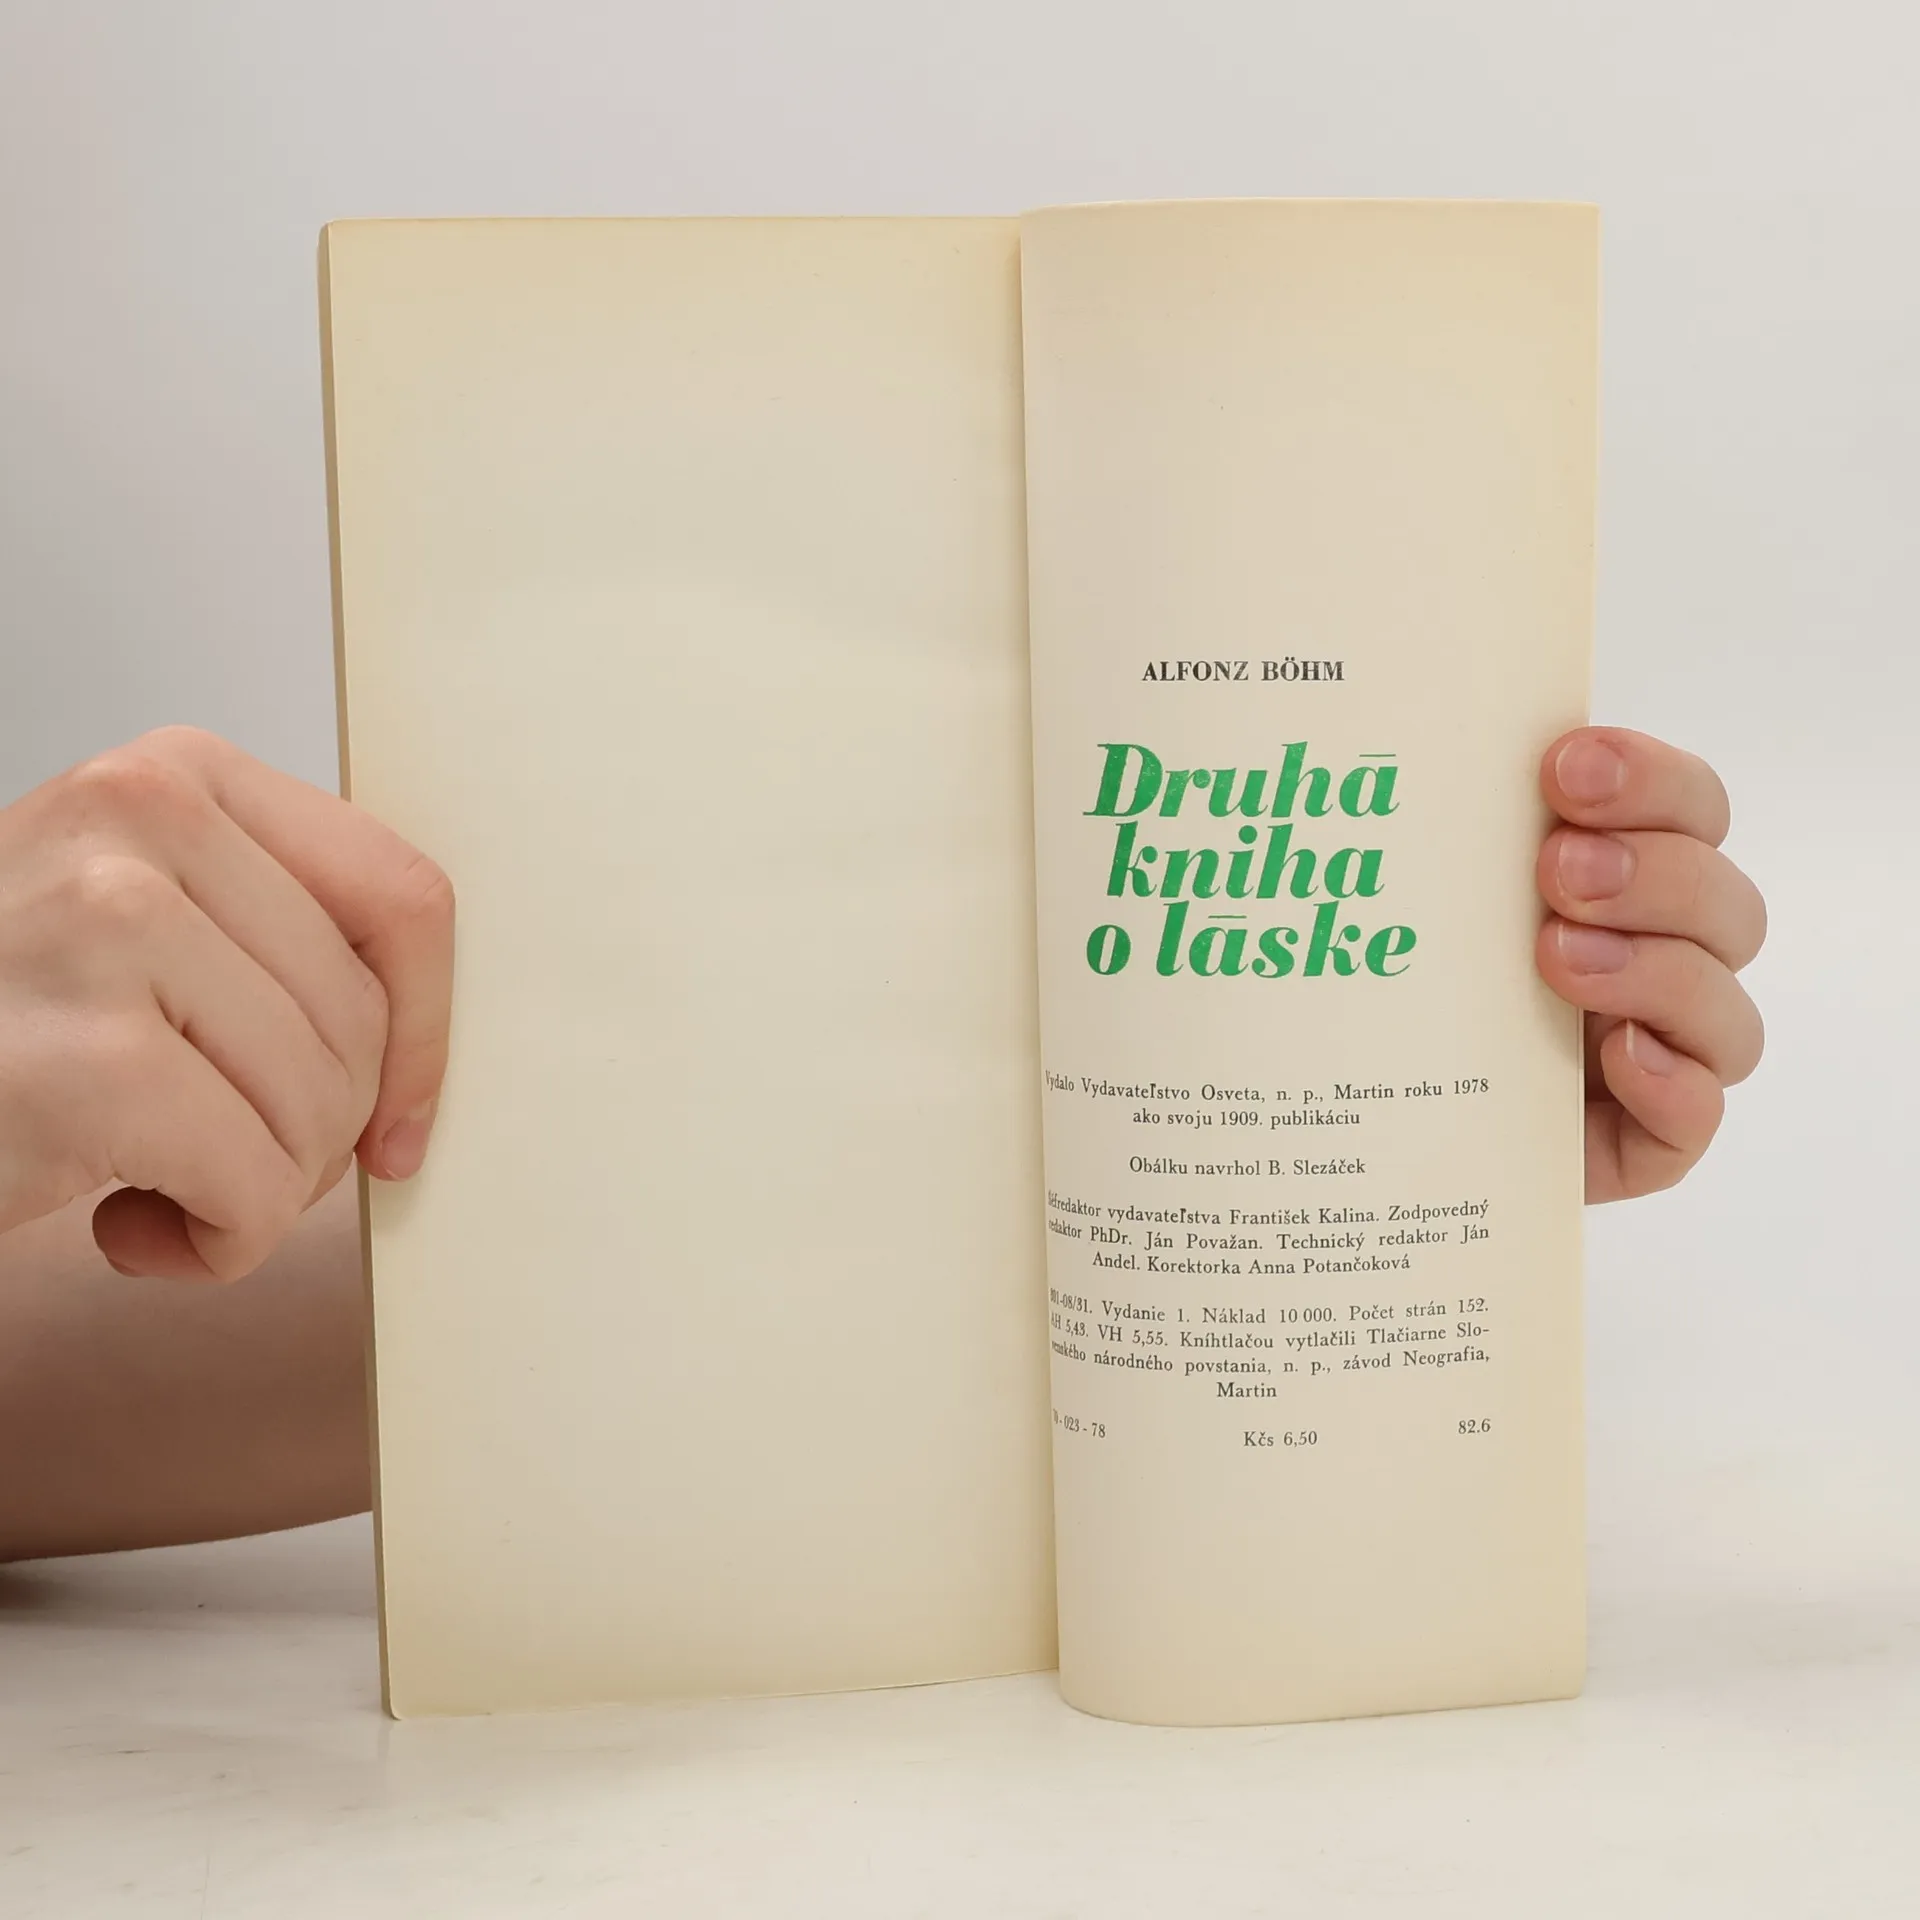 ALFONZ BÖHM
Druhá
kniha
o láske
Vydalo Vydavateľstvo Osveta, n. p., Martin roku 1978
ako svoju 1909. publikáciu
Obálku navrhol B. Slezáček
vydavateľstva František Kalina. Zodpovedný
PhDr. Ján Považan. Technický redaktor Ján
Andel. Korektorka Anna Potančoková
Vydanie 1. Náklad 10 000. Počet strán 152.
AH 5,43. VH 5,55. Kníhtlačou vytlačili Tlačiarne Slo-
národného povstania, n. p., závod Neografia,
Martin
- 023 - 78
Kčs 6,50
82.6